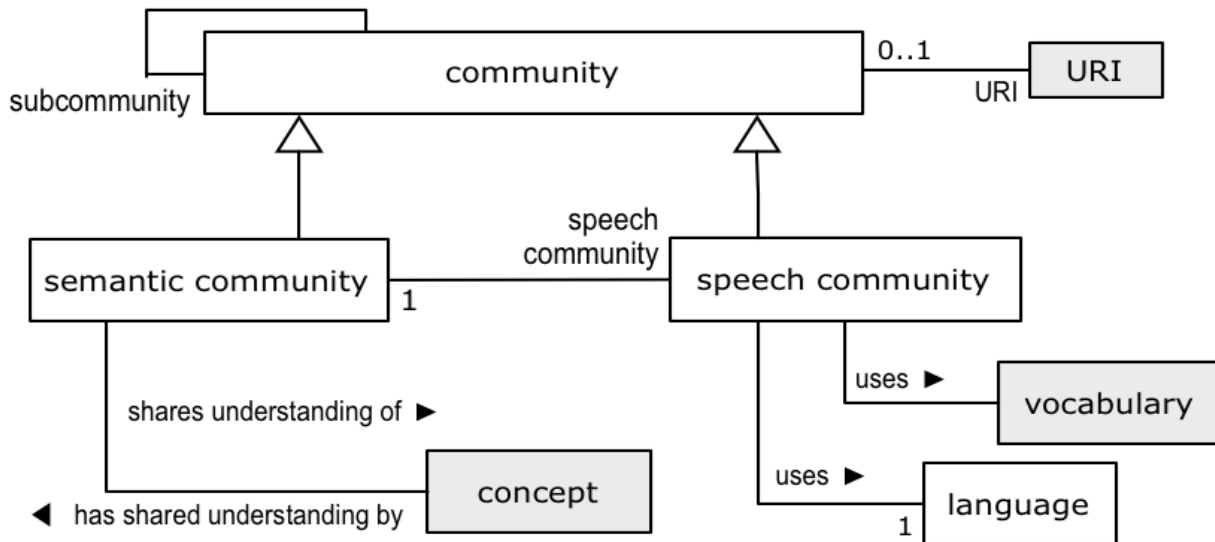 community
0..1
URI
URI
subcommunity
speech
community
semantic community
1
speech community
uses ►
vocabulary
shares understanding of ►
concept
◄ has shared understanding by
uses ►
1
language